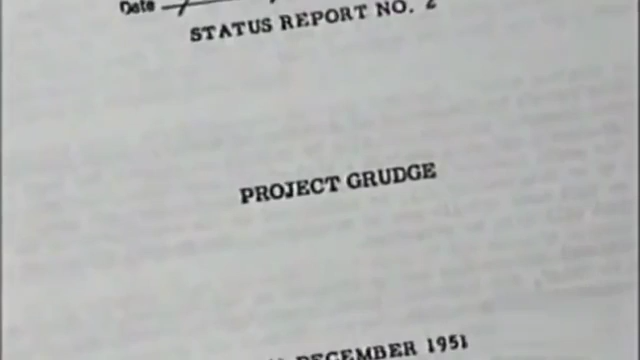 Date
STATUS REPORT NO. 2
PROJECT GRUDGE
DECEMBER 1951